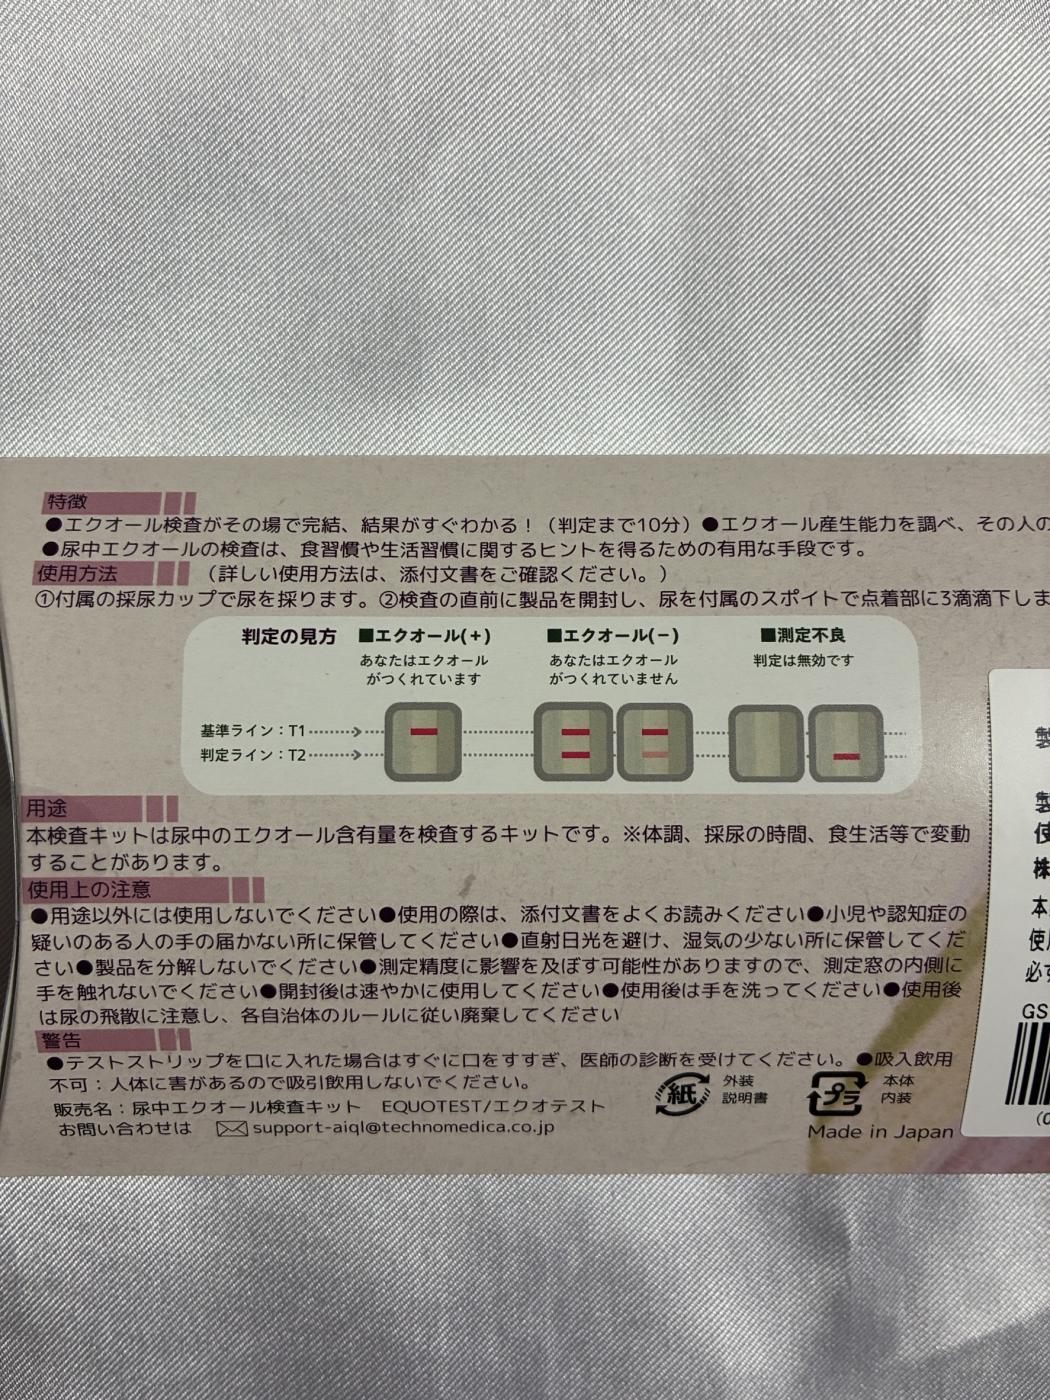 特徴
●エクオール検査がその場で完結、結果がすぐわかる！（判定まで10分）●エクオール産生能力を調べ、その人の
●尿中エクオールの検査は、食習慣や生活習慣に関するヒントを得るための有用な手段です。
使用方法 （詳しい使用方法は、添付文書をご確認ください。）
①付属の採尿カップで尿を採ります。②検査の直前に製品を開封し、尿を付属のスポイトで点着部に3滴滴下しま
判定の見方 ■エクオール(+) ■エクオール(−) ■測定不良
あなたはエクオール あなたはエクオール 判定は無効です
がつくれています がつくれていません
基準ライン：T1
判定ライン：T2
用途
本検査キットは尿中のエクオール含有量を検査するキットです。※体調、採尿の時間、食生活等で変動
することがあります。
使用上の注意
●用途以外には使用しないでください●使用の際は、添付文書をよくお読みください●小児や認知症の
疑いのある人の手の届かない所に保管してください●直射日光を避け、湿気の少ない所に保管してくだ
さい●製品を分解しないでください●測定精度に影響を及ぼす可能性がありますので、測定窓の内側に
手を触れないでください●開封後は速やかに使用してください●使用後は手を洗ってください●使用後
は尿の飛散に注意し、各自治体のルールに従い廃棄してください
警告
●テストストリップを口に入れた場合はすぐに口をすすぎ、医師の診断を受けてください。●吸入飲用
不可：人体に害があるので吸引飲用しないでください。
販売名：尿中エクオール検査キット EQUOTEST/エクオテスト
お問い合わせは support-aiql@technomedica.co.jp
紙 外装
説明書
プラ 本体
内装
Made in Japan
製
使
株
本
使
必
GS
(0